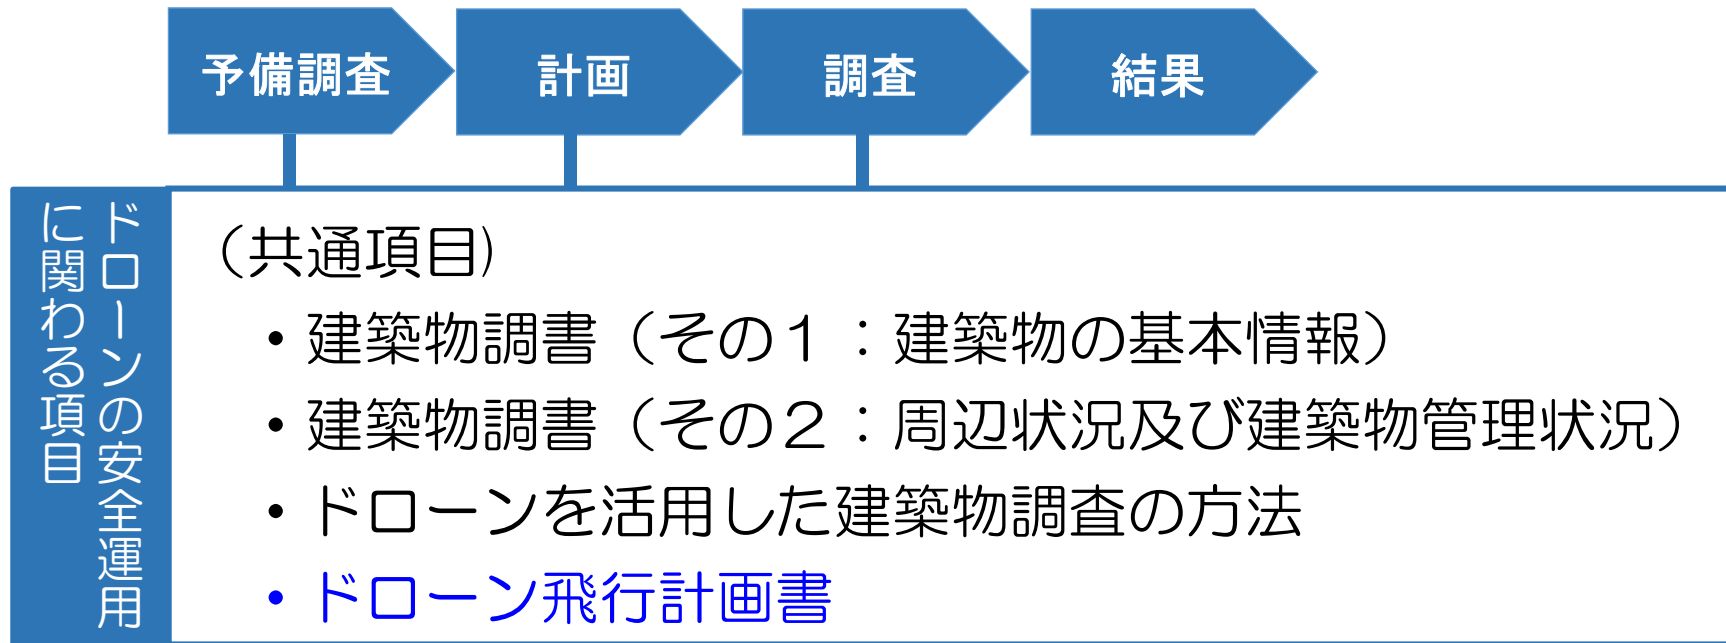 予備調査
計画
調査
結果
ドローンの安全運用
に関わる項目
（共通項目)
・建築物調書（その１：建築物の基本情報）
・建築物調書（その２：周辺状況及び建築物管理状況）
・ドローンを活用した建築物調査の方法
・ドローン飛行計画書